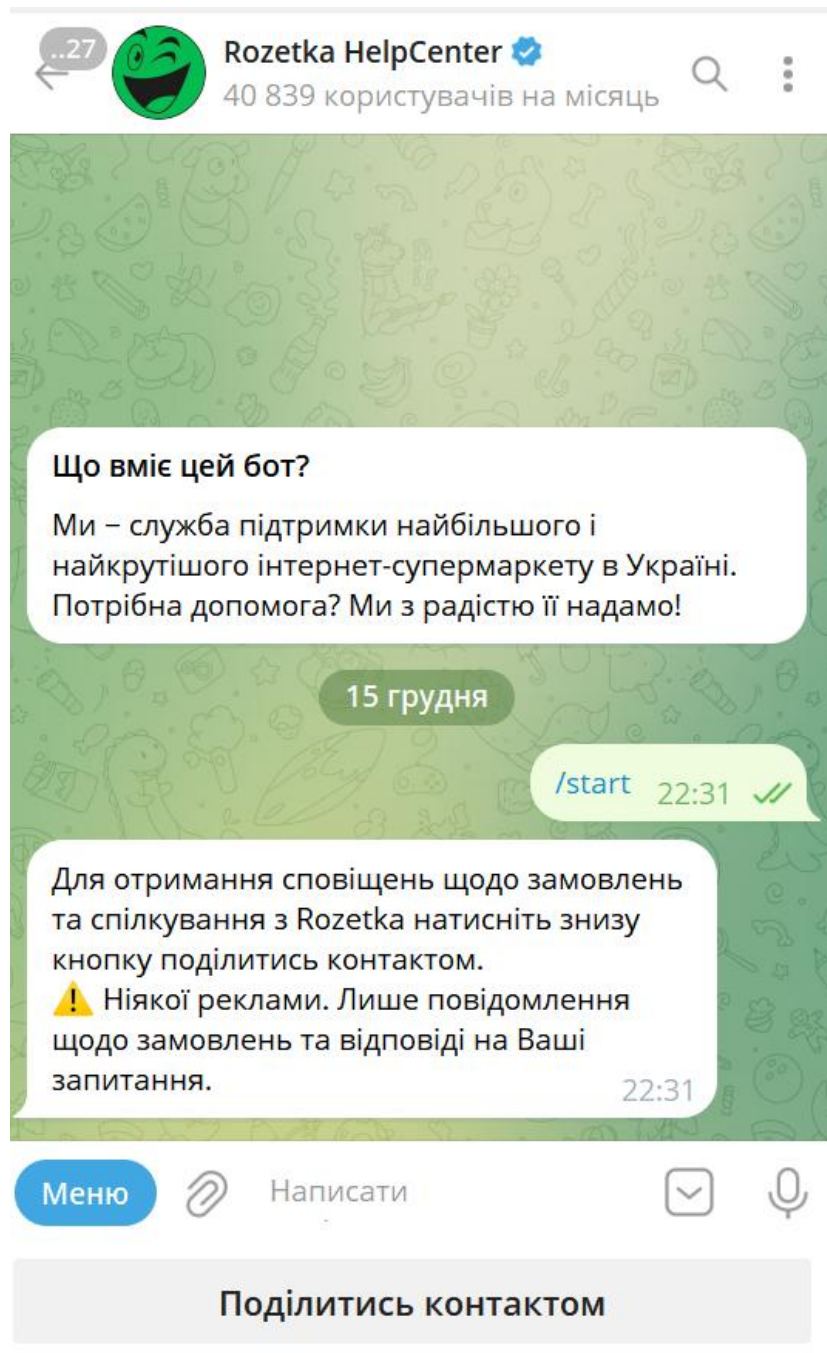 ..27
Rozetka HelpCenter
40 839 користувачів на місяць
Що вміє цей бот?
Ми – служба підтримки найбільшого і
найкрутішого інтернет-супермаркету в Україні.
Потрібна допомога? Ми з радістю її надамо!
15 грудня
/start 22:31
Для отримання сповіщень щодо замовлень
та спілкування з Rozetka натисніть знизу
кнопку поділитись контактом.
⚠️ Ніякої реклами. Лише повідомлення
щодо замовлень та відповіді на Ваші
запитання.
22:31
Меню
Написати
Поділитись контактом